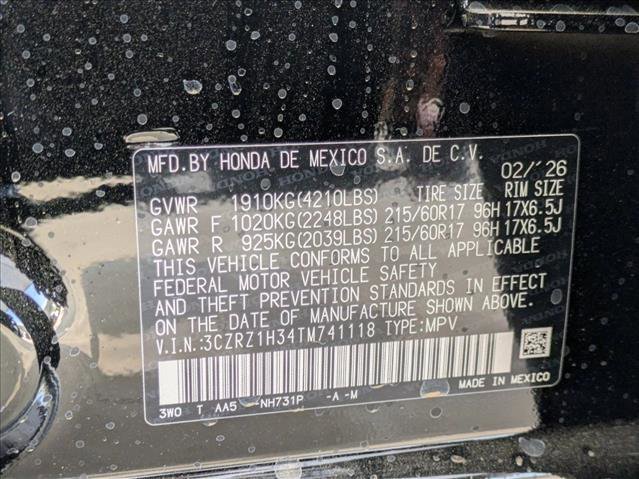 MFD.BY HONDA DE MEXICO S.A. DE C.V.
02/'26
GVWR 1910KG(4210LBS) TIRE SIZE RIM SIZE
GAWR F 1020KG(2248LBS) 215/60R17 96H 17X6.5J
GAWR R 925KG(2039LBS) 215/60R17 96H 17X6.5J
THIS VEHICLE CONFORMS TO ALL APPLICABLE
FEDERAL MOTOR VEHICLE SAFETY
AND THEFT PREVENTION STANDARDS IN EFFECT
ON THE DATE OF MANUFACTURE SHOWN ABOVE.
V.I.N.:3CZRZ1H34TM741118 TYPE:MPV
3W0 T AA5 -NH731P -A -M
MADE IN MEXICO